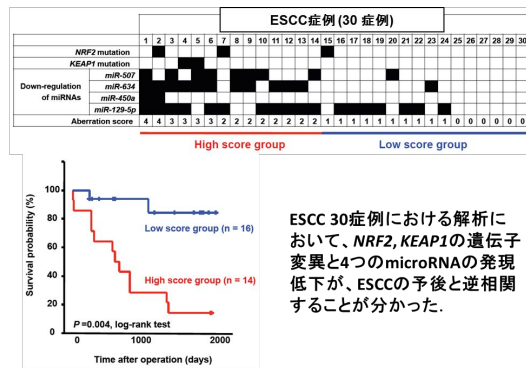 ESCC症例 (30 症例)
1 2 3 4 5 6 7 8 9 10 11 12 13 14 15 16 17 18 19 20 21 22 23 24 25 26 27 28 29 30
NRF2 mutation
KEAP1 mutation
Down-regulation of miRNAs
miR-507
miR-634
miR-450a
miR-129-5p
Aberration score 4 4 3 3 3 3 2 2 2 2 2 2 2 2 1 1 1 1 1 1 1 1 1 1 0 0 0 0 0 0
High score group Low score group
Survival probability (%)
100
80
60
40
20
0
Low score group (n = 16)
High score group (n = 14)
P =0.004, log-rank test
0 1000 2000
Time after operation (days)
ESCC 30症例における解析に
おいて、NRF2, KEAP1の遺伝子
変異と4つのmicroRNAの発現
低下が、ESCCの予後と逆相関
することが分かった.